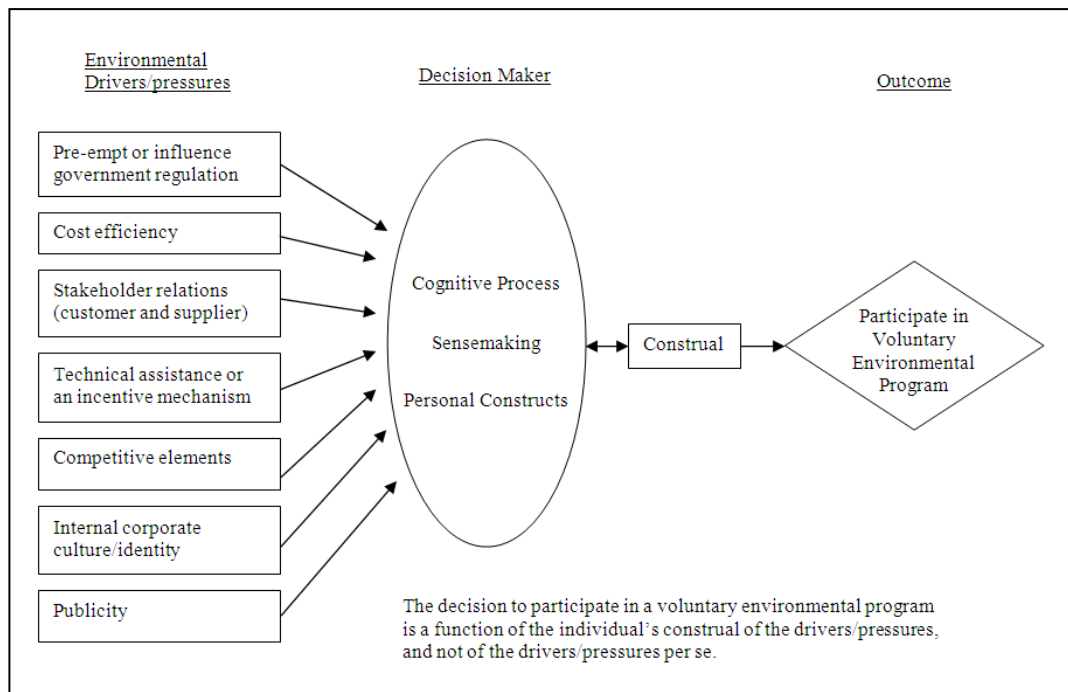 Environmental
Drivers/pressures
Decision Maker
Outcome
Pre-empt or influence
government regulation
Cost efficiency
Stakeholder relations
(customer and supplier)
Technical assistance or
an incentive mechanism
Competitive elements
Internal corporate
culture/identity
Publicity
Cognitive Process
Sensemaking
Personal Constructs
Construal
Participate in
Voluntary
Environmental
Program
The decision to participate in a voluntary environmental program
is a function of the individual’s construal of the drivers/pressures,
and not of the drivers/pressures per se.